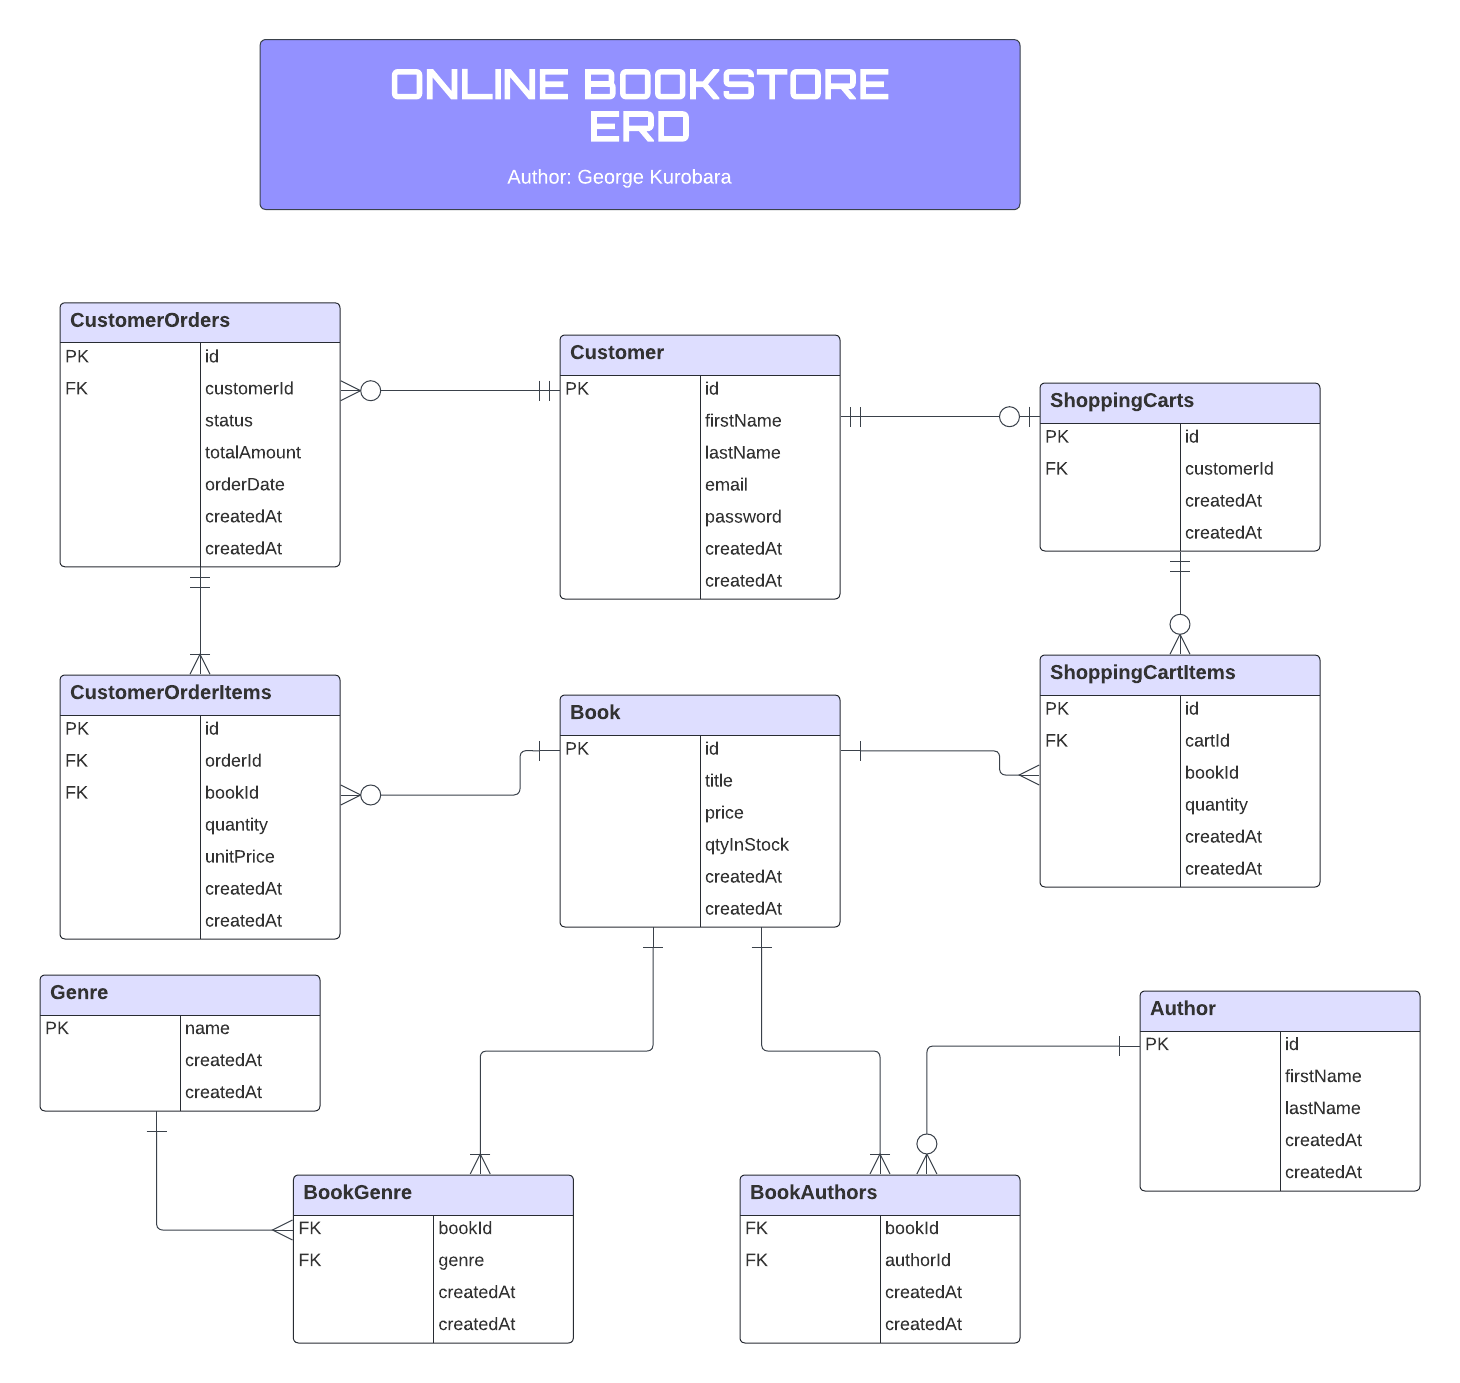 ONLINE BOOKSTORE
ERD
Author: George Kurobara
CustomerOrders
PK id
FK customerId
status
totalAmount
orderDate
createdAt
createdAt
Customer
PK id
firstName
lastName
email
password
createdAt
createdAt
ShoppingCarts
PK id
FK customerId
createdAt
createdAt
CustomerOrderItems
PK id
FK orderId
FK bookId
quantity
unitPrice
createdAt
createdAt
Book
PK id
title
price
qtyInStock
createdAt
createdAt
ShoppingCartItems
PK id
FK cartId
bookId
quantity
createdAt
createdAt
Genre
PK name
createdAt
createdAt
Author
PK id
firstName
lastName
createdAt
createdAt
BookGenre
FK bookId
FK genre
createdAt
createdAt
BookAuthors
FK bookId
FK authorId
createdAt
createdAt